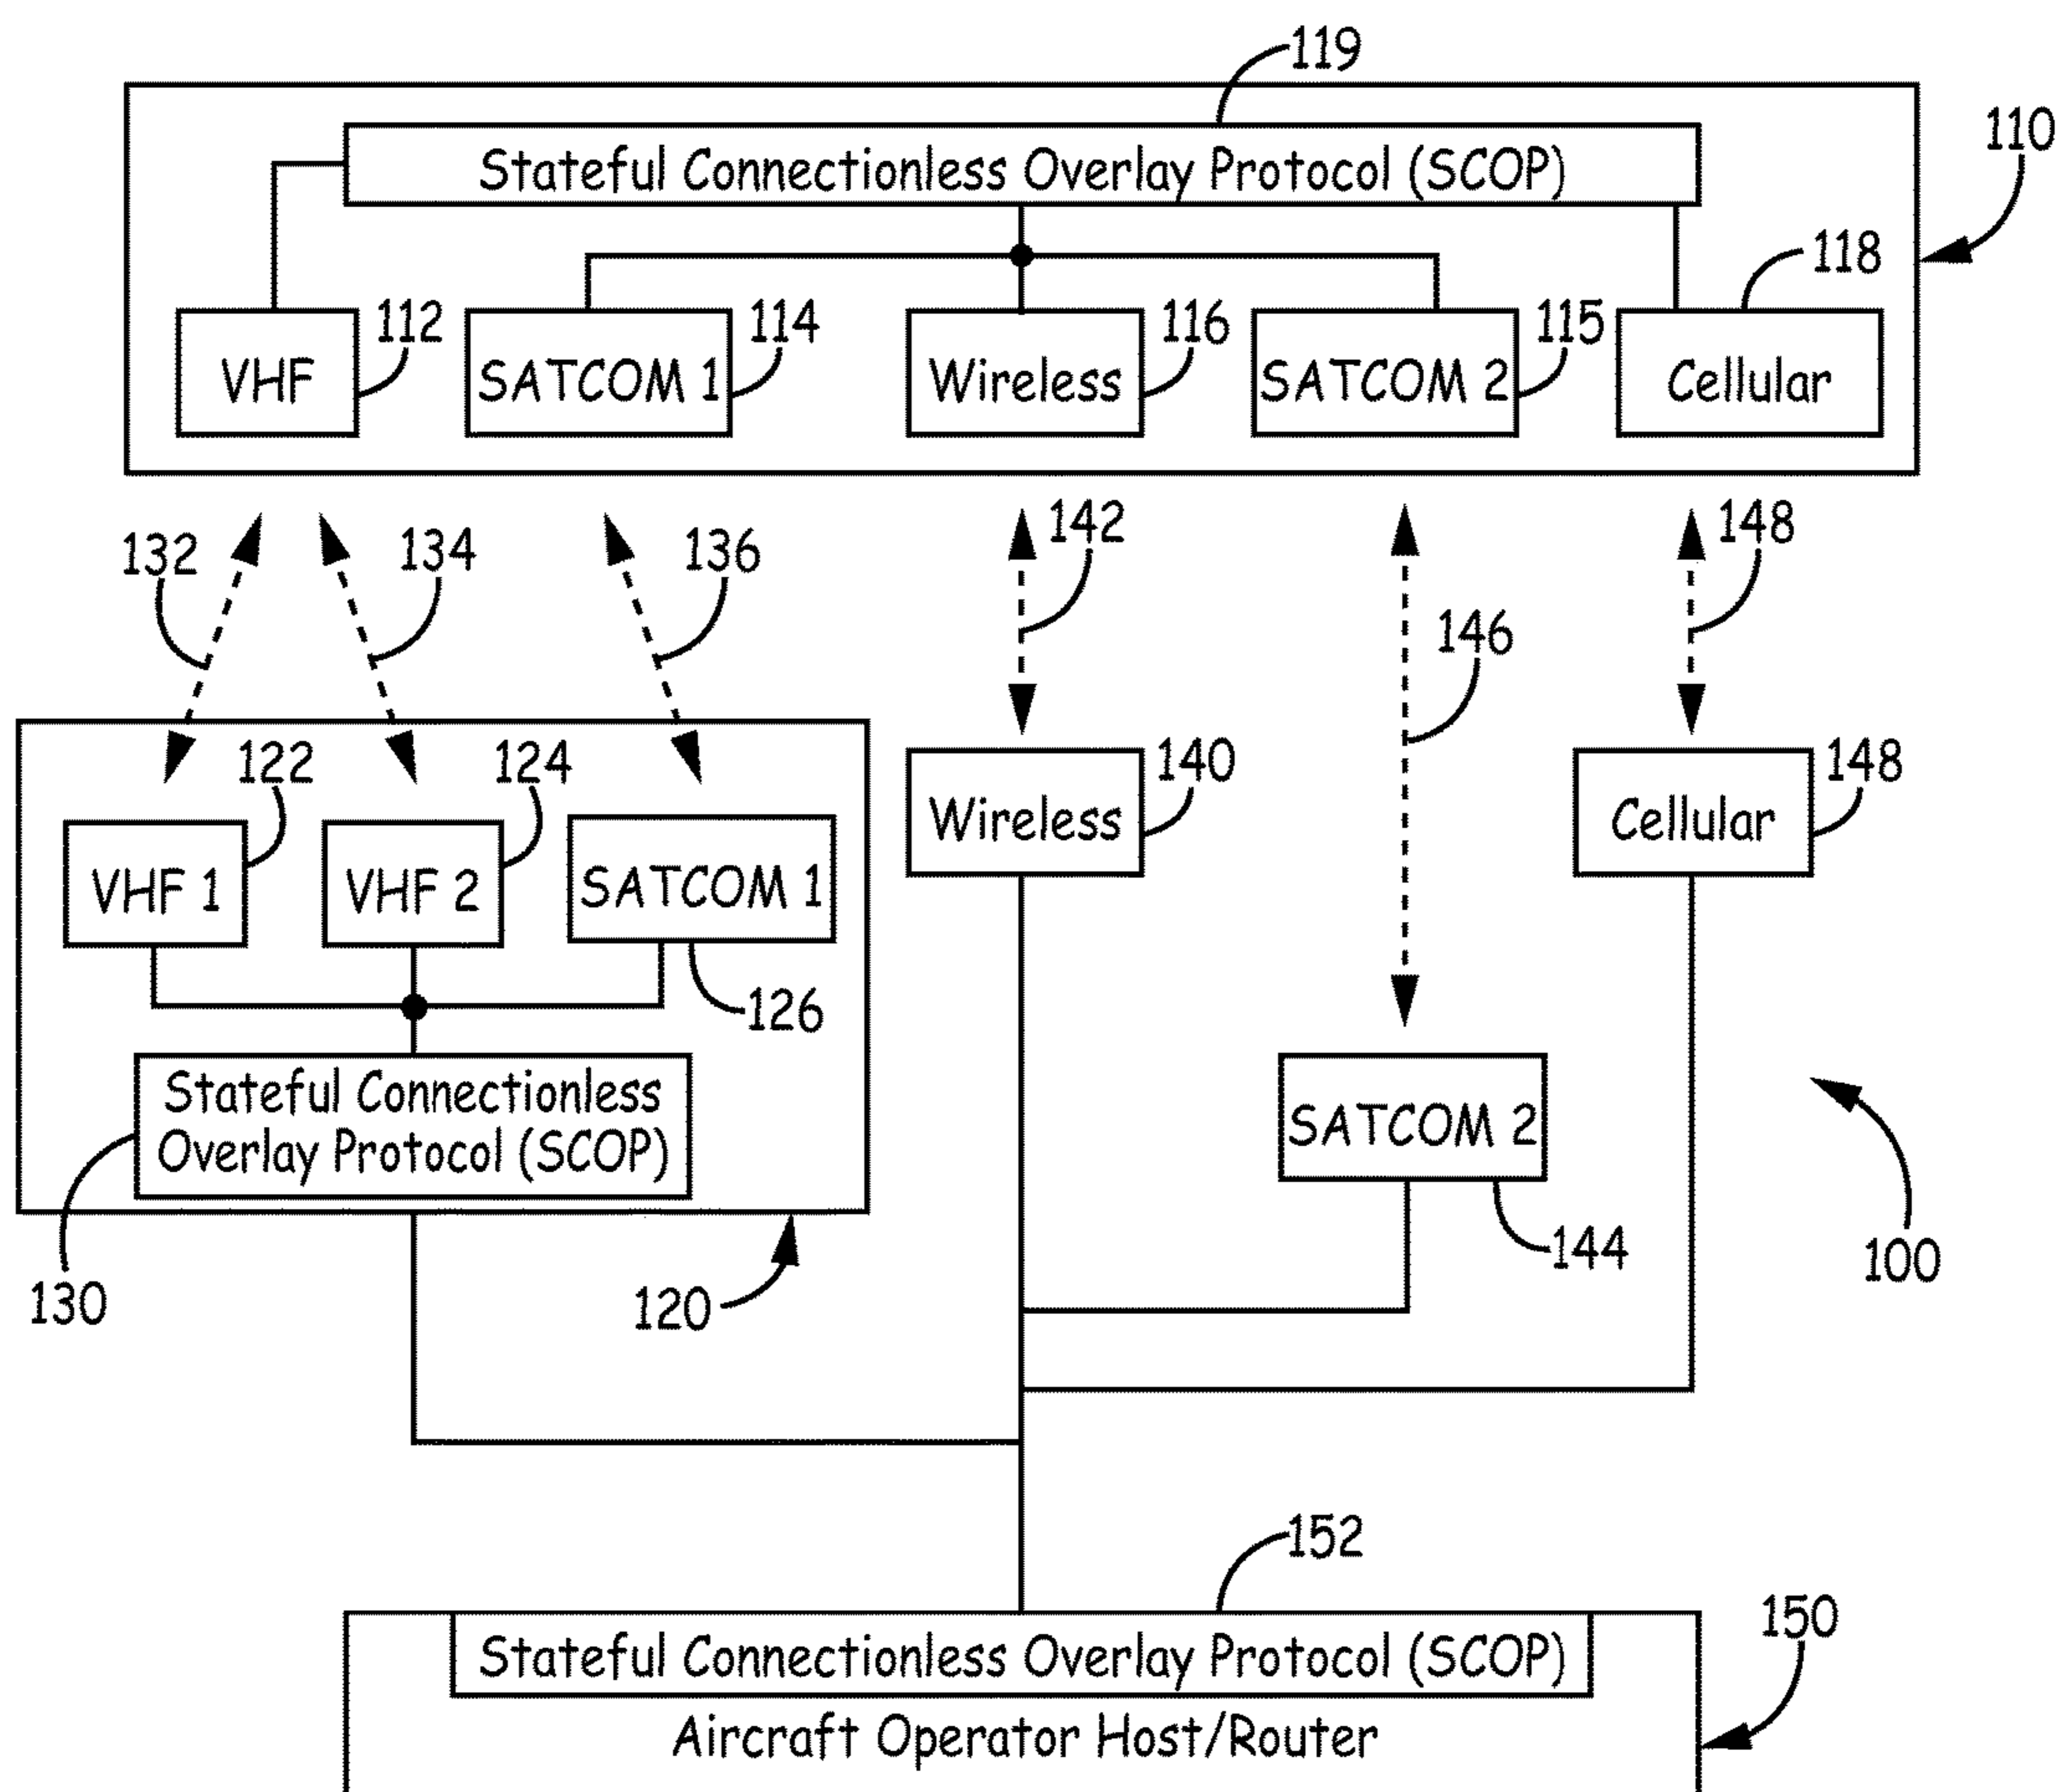 119
Stateful Connectionless Overlay Protocol (SCOP)
110
118
112
114
116
115
VHF
SATCOM 1
Wireless
SATCOM 2
Cellular
132
134
136
142
148
146
122
124
140
148
VHF 1
VHF 2
SATCOM 1
Wireless
Cellular
126
Stateful Connectionless
Overlay Protocol (SCOP)
SATCOM 2
130
120
144
100
152
150
Stateful Connectionless Overlay Protocol (SCOP)
Aircraft Operator Host/Router